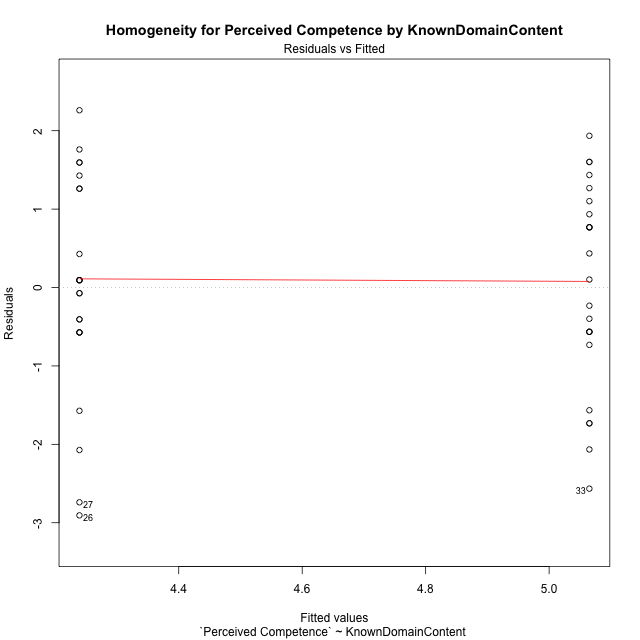 Homogeneity for Perceived Competence by KnownDomainContent
Residuals vs Fitted
2
1
0
-1
-2
-3
Residuals
27
26
33
4.4 4.6 4.8 5.0
Fitted values
`Perceived Competence` ~ KnownDomainContent